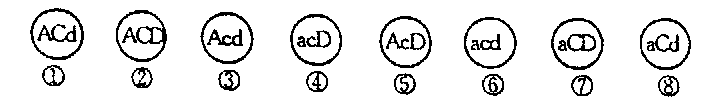 ACd ACD Acd acD AcD acd aCD aCd
① ② ③ ④ ⑤ ⑥ ⑦ ⑧